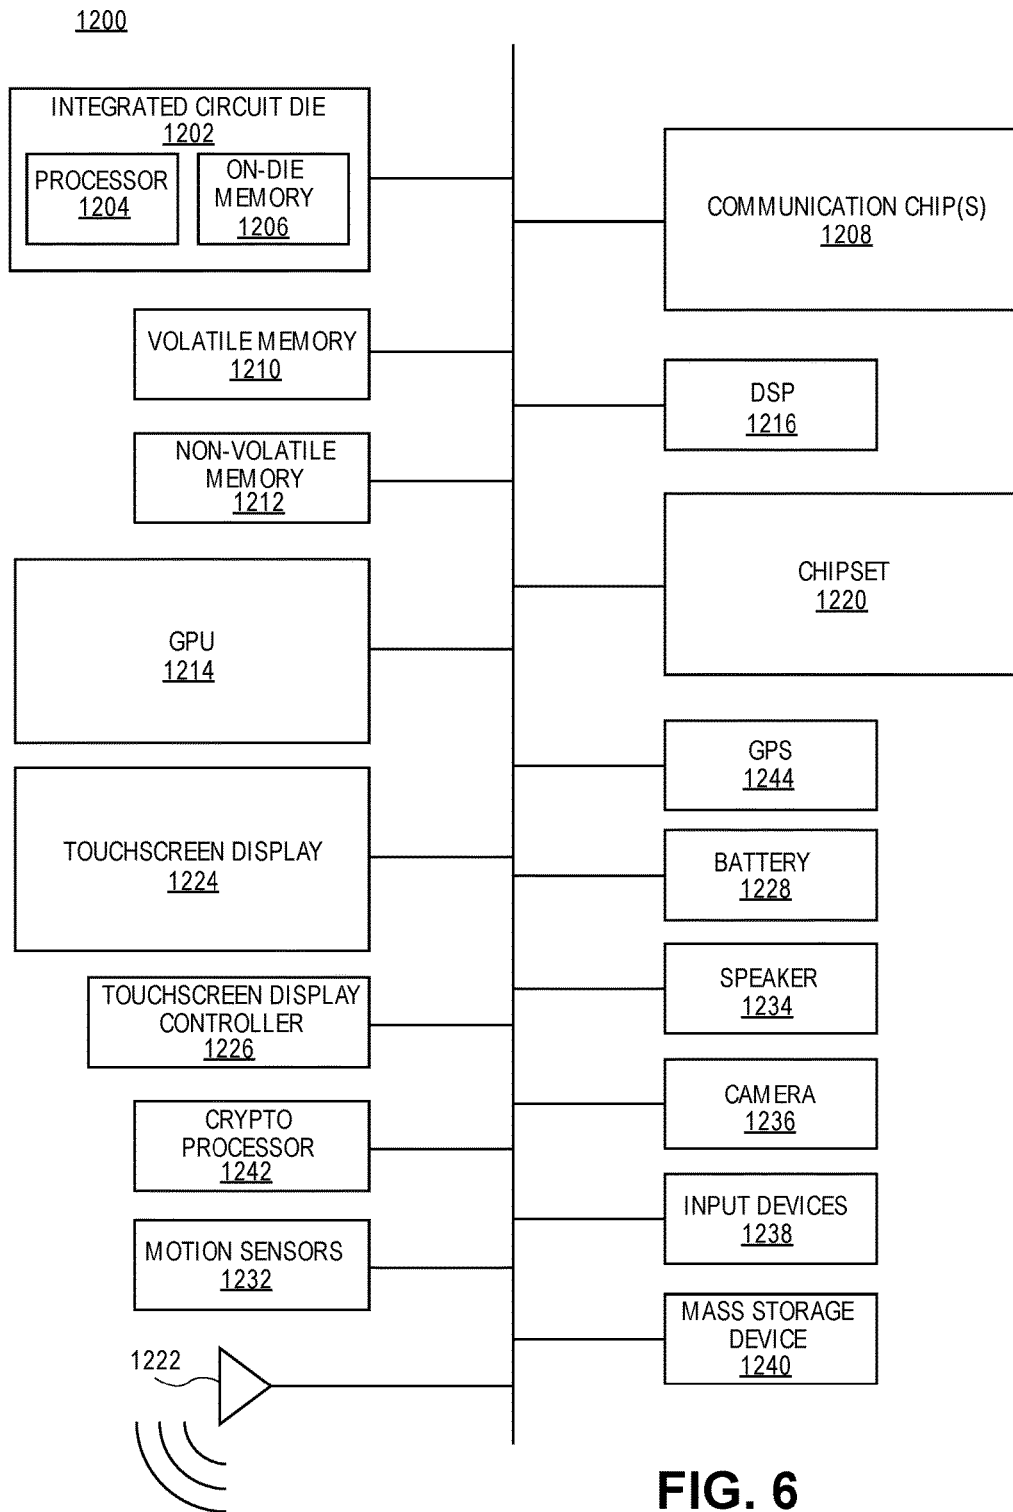 1200
INTEGRATED CIRCUIT DIE
1202
PROCESSOR
1204
ON-DIE
MEMORY
1206
COMMUNICATION CHIP(S)
1208
VOLATILE MEMORY
1210
DSP
1216
NON-VOLATILE
MEMORY
1212
CHIPSET
1220
GPU
1214
GPS
1244
TOUCHSCREEN DISPLAY
1224
BATTERY
1228
SPEAKER
1234
TOUCHSCREEN DISPLAY
CONTROLLER
1226
CAMERA
1236
CRYPTO
PROCESSOR
1242
INPUT DEVICES
1238
MOTION SENSORS
1232
MASS STORAGE
DEVICE
1240
1222
FIG. 6